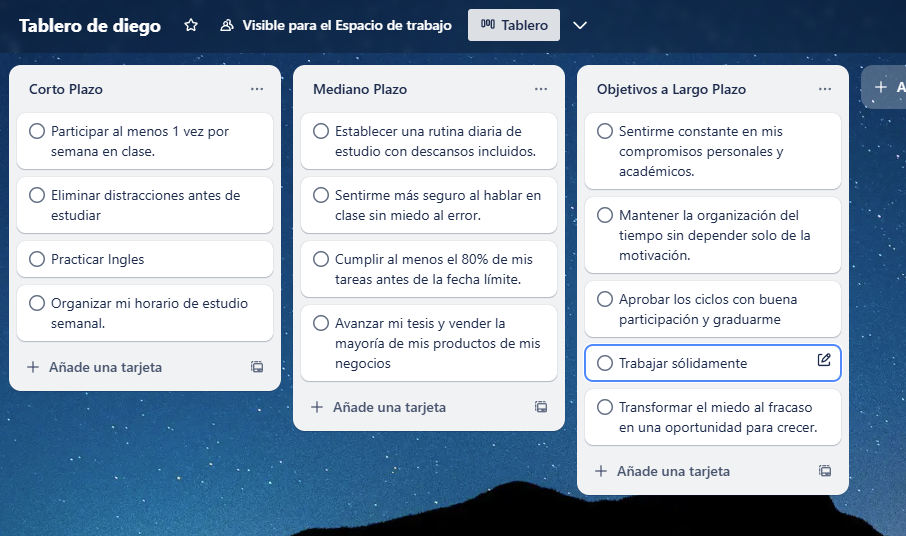 Tablero de diego
Visible para el Espacio de trabajo
Tablero
Corto Plazo
Participar al menos 1 vez por
semana en clase.
Eliminar distracciones antes de
estudiar
Practicar Ingles
Organizar mi horario de estudio
semanal.
Añade una tarjeta
Mediano Plazo
Establecer una rutina diaria de
estudio con descansos incluidos.
Sentirme más seguro al hablar en
clase sin miedo al error.
Cumplir al menos el 80% de mis
tareas antes de la fecha límite.
Avanzar mi tesis y vender la
mayoría de mis productos de mis
negocios
Añade una tarjeta
Objetivos a Largo Plazo
Sentirme constante en mis
compromisos personales y
académicos.
Mantener la organización del
tiempo sin depender solo de la
motivación.
Aprobar los ciclos con buena
participación y graduarme
Trabajar sólidamente
Transformar el miedo al fracaso
en una oportunidad para crecer.
Añade una tarjeta